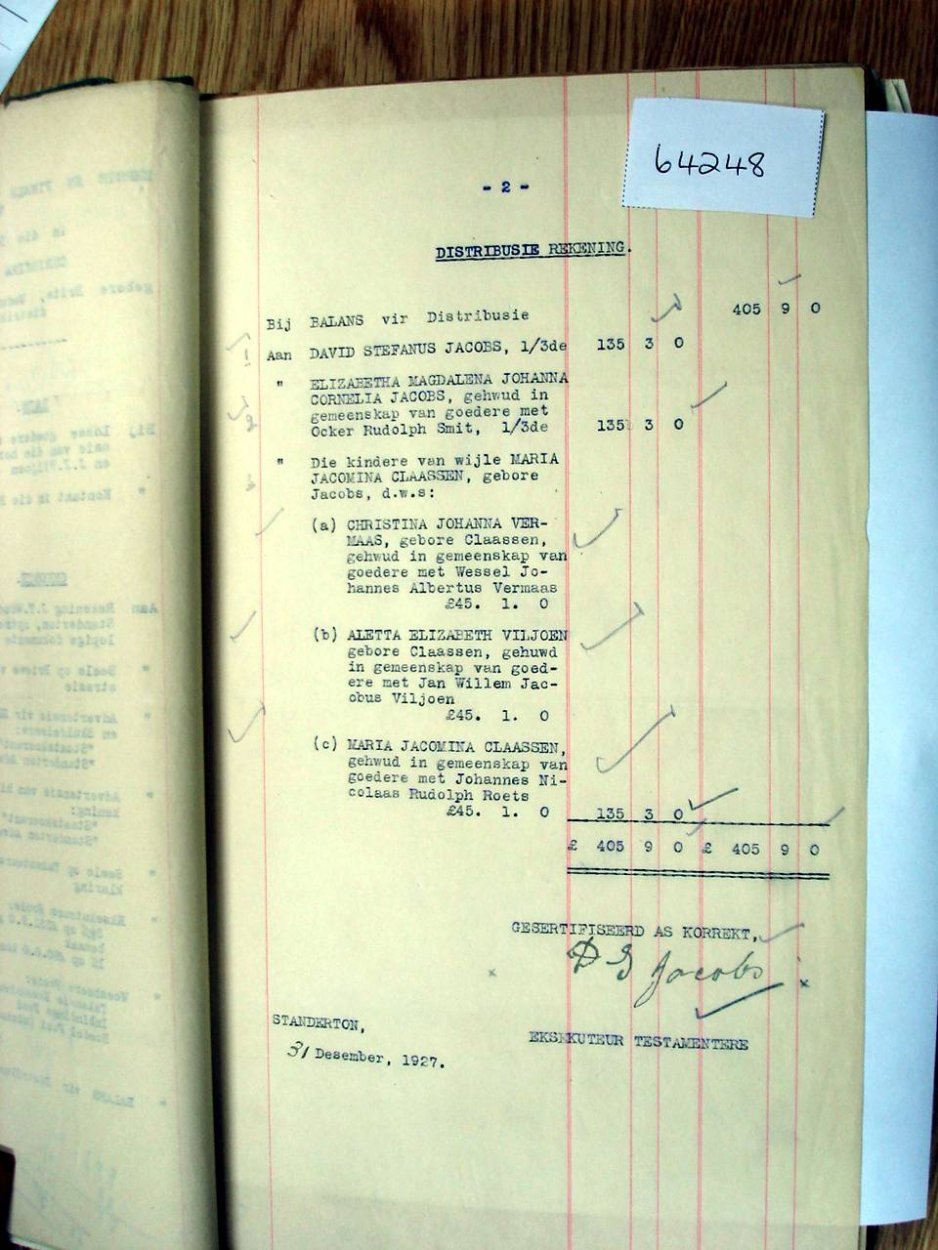 64248
- 2 -
DISTRIBUSIE REKENING.
Bij BALANS vir Distribusie 405 9 0
Aan DAVID STEFANUS JACOBS, 1/3de 135 3 0
" ELIZABETHA MAGDALENA JOHANNA
CORNELIA JACOBS, gehwud in
gemeenskap van goedere met
Ocker Rudolph Smit, 1/3de 135 3 0
" Die kindere van wijle MARIA
JACOMINA CLAASSEN, gebore
Jacobs, d.w.s:
(a) CHRISTINA JOHANNA VER-
MAAS, gebore Claassen,
gehwud in gemeenskap van
goedere met Wessel Jo-
hannes Albertus Vermaas
£45. 1. 0
(b) ALETTA ELIZABETH VILJOEN
gebore Claassen, gehuwd
in gemeenskap van goed-
ere met Jan Willem Jac-
obus Viljoen
£45. 1. 0
(c) MARIA JACOMINA CLAASSEN,
gehwud in gemeenskap van
goedere met Johannes Ni-
colaas Rudolph Roets
£45. 1. 0 135 3 0
£ 405 9 0 £ 405 9 0
GESERTIFISEERD AS KORREKT,
D S Jacobs
STANDERTON,
EKSEKUTEUR TESTAMENTERE
31 Desember, 1927.